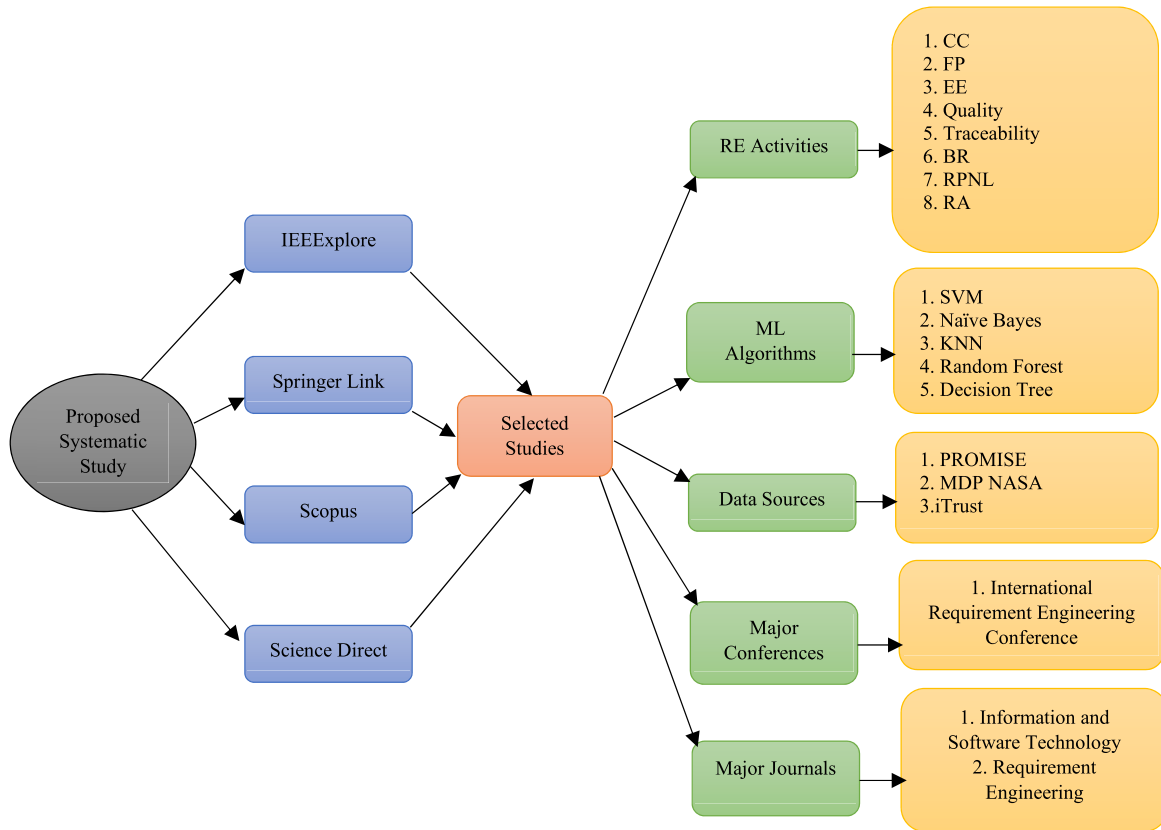 Proposed
Systematic
Study
IEEExplore
Springer Link
Scopus
Science Direct
Selected
Studies
RE Activities
ML
Algorithms
Data Sources
Major
Conferences
Major Journals
1. CC
2. FP
3. EE
4. Quality
5. Traceability
6. BR
7. RPNL
8. RA
1. SVM
2. Naïve Bayes
3. KNN
4. Random Forest
5. Decision Tree
1. PROMISE
2. MDP NASA
3.iTrust
1. International
Requirement Engineering
Conference
1. Information and
Software Technology
2. Requirement
Engineering